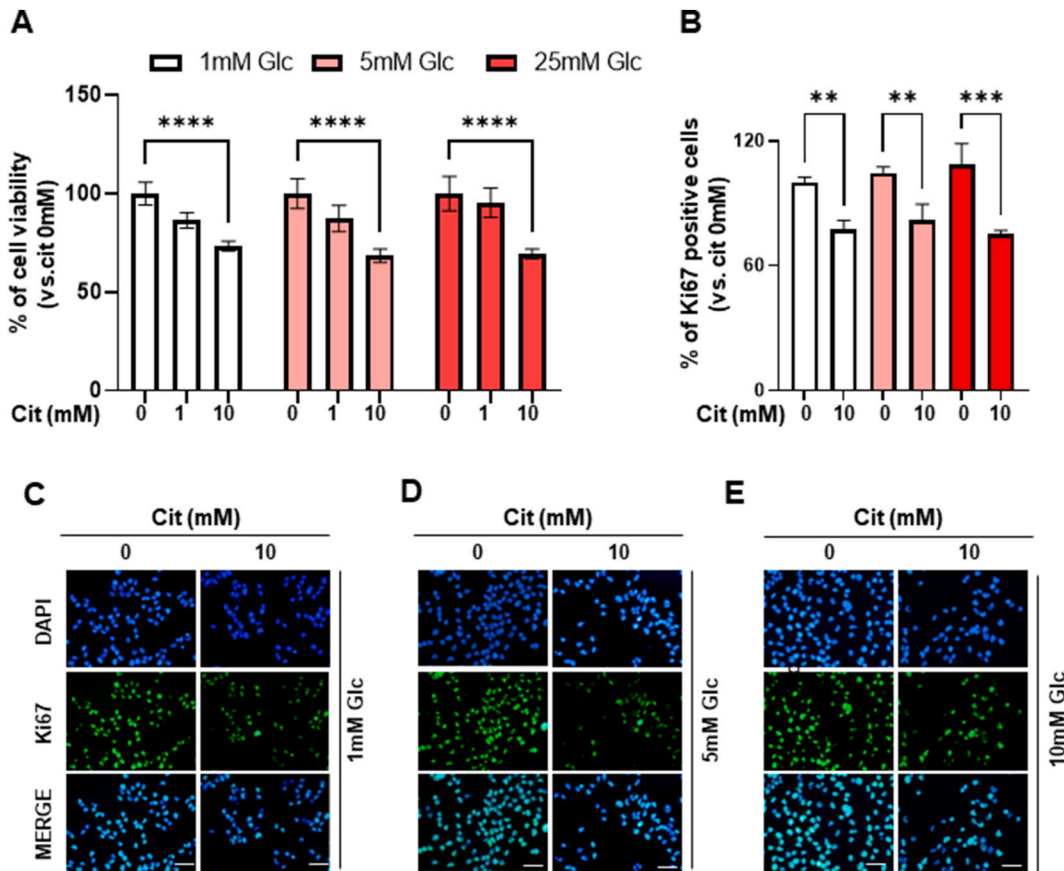 A
B
1mM Glc 5mM Glc 25mM Glc
% of cell viability
(vs.cit 0mM)
150
100
50
0
**** **** ****
Cit (mM) 0 1 10 0 1 10 0 1 10
% of Ki67 positive cells
(vs. cit 0mM)
120
60
0
** ** ***
Cit (mM) 0 10 0 10 0 10
C
Cit (mM)
0 10
DAPI
Ki67
MERGE
1mM Glc
D
Cit (mM)
0 10
5mM Glc
E
Cit (mM)
0 10
10mM Glc